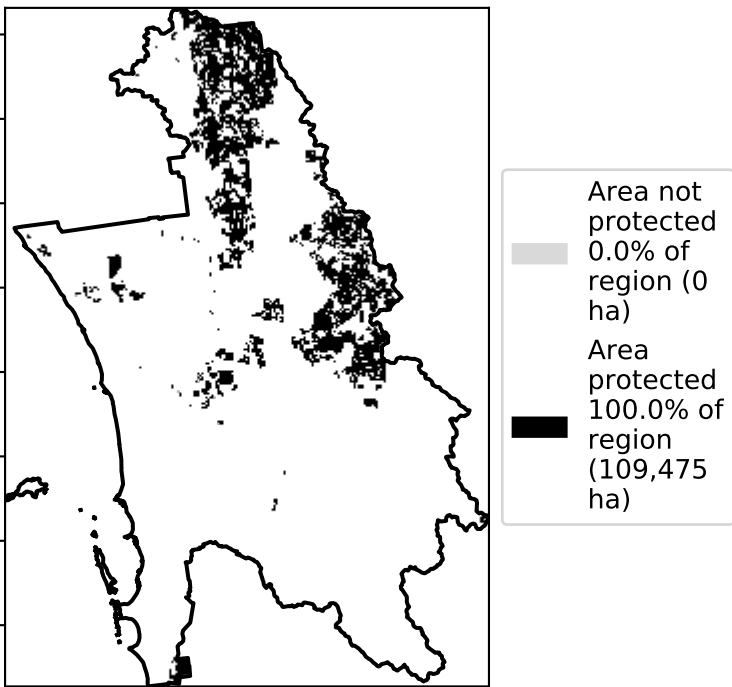 Area not
protected
0.0% of
region (0
ha)
Area
protected
100.0% of
region
(109,475
ha)